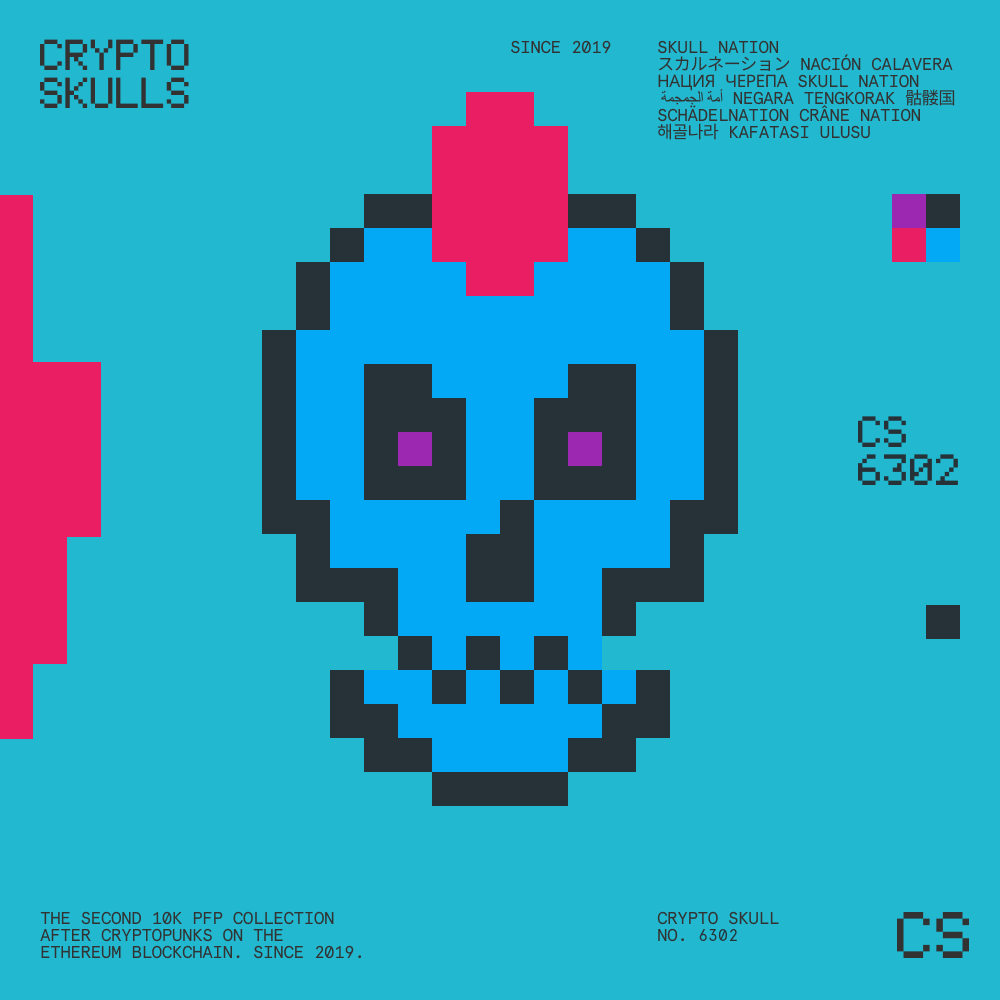 CRYPTO
SKULLS
SINCE 2019
SKULL NATION
スカルネーション NACIÓN CALAVERA
НАЦИЯ ЧЕРЕПА SKULL NATION
أمة الجمجمة NEGARA TENGKORAK 骷髅国
SCHÄDELNATION CRÂNE NATION
해골나라 KAFATASI ULUSU
CS
6302
THE SECOND 10K PFP COLLECTION
AFTER CRYPTOPUNKS ON THE
ETHEREUM BLOCKCHAIN. SINCE 2019.
CRYPTO SKULL
NO. 6302
CS